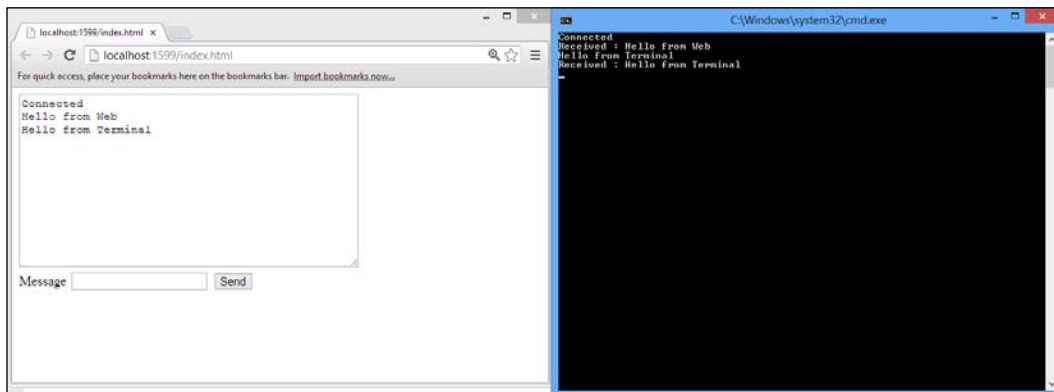 localhost:1599/index.html
localhost:1599/index.html
For quick access, place your bookmarks here on the bookmarks bar. Import bookmarks now...
Connected
Hello from Web
Hello from Terminal
Message
Send
C:\Windows\system32\cmd.exe
Connected
Received : Hello from Web
Hello from Terminal
Received : Hello from Terminal